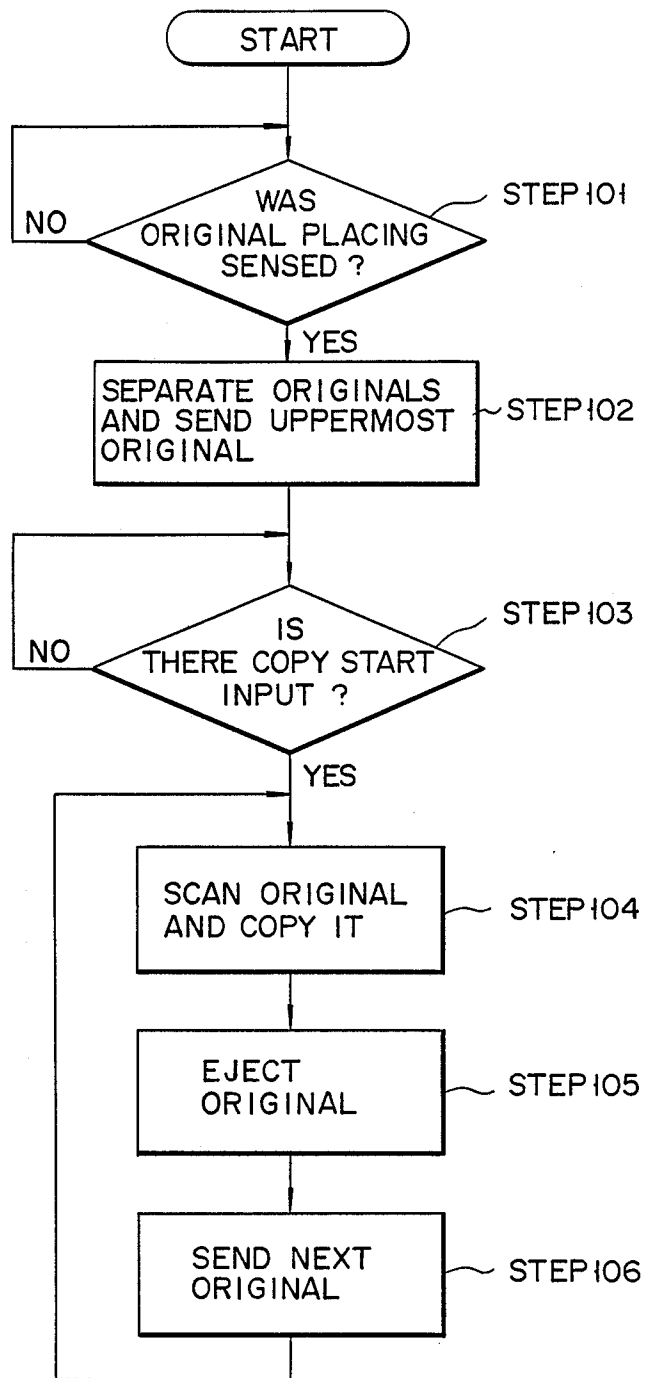 START
WAS
ORIGINAL PLACING
SENSED ?
STEP 101
NO
YES
SEPARATE ORIGINALS
AND SEND UPPERMOST
ORIGINAL
STEP 102
IS
THERE COPY START
INPUT ?
STEP 103
NO
YES
SCAN ORIGINAL
AND COPY IT
STEP 104
EJECT
ORIGINAL
STEP 105
SEND NEXT
ORIGINAL
STEP 106